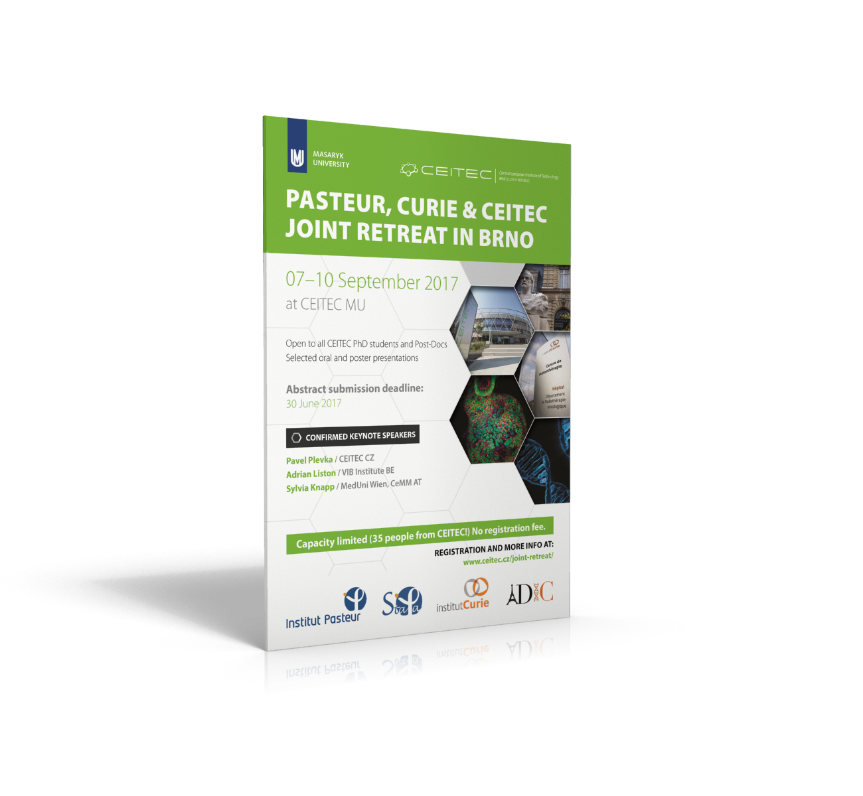 MASARYK
UNIVERSITY
CEITEC
PASTEUR, CURIE & CEITEC
JOINT RETREAT IN BRNO
07–10 September 2017
at CEITEC MU
Open to all CEITEC PhD students and Post-Docs
Selected oral and poster presentations
Abstract submission deadline:
30 June 2017
CONFIRMED KEYNOTE SPEAKERS
Pavel Plevka / CEITEC CZ
Adrian Liston / VIB Institute BE
Sylvia Knapp / MedUni Wien, CeMM AT
Capacity limited (35 people from CEITEC!) No registration fee.
REGISTRATION AND MORE INFO AT:
www.ceitec.cz/joint-retreat/
Institut Pasteur
institutCurie
ADIC